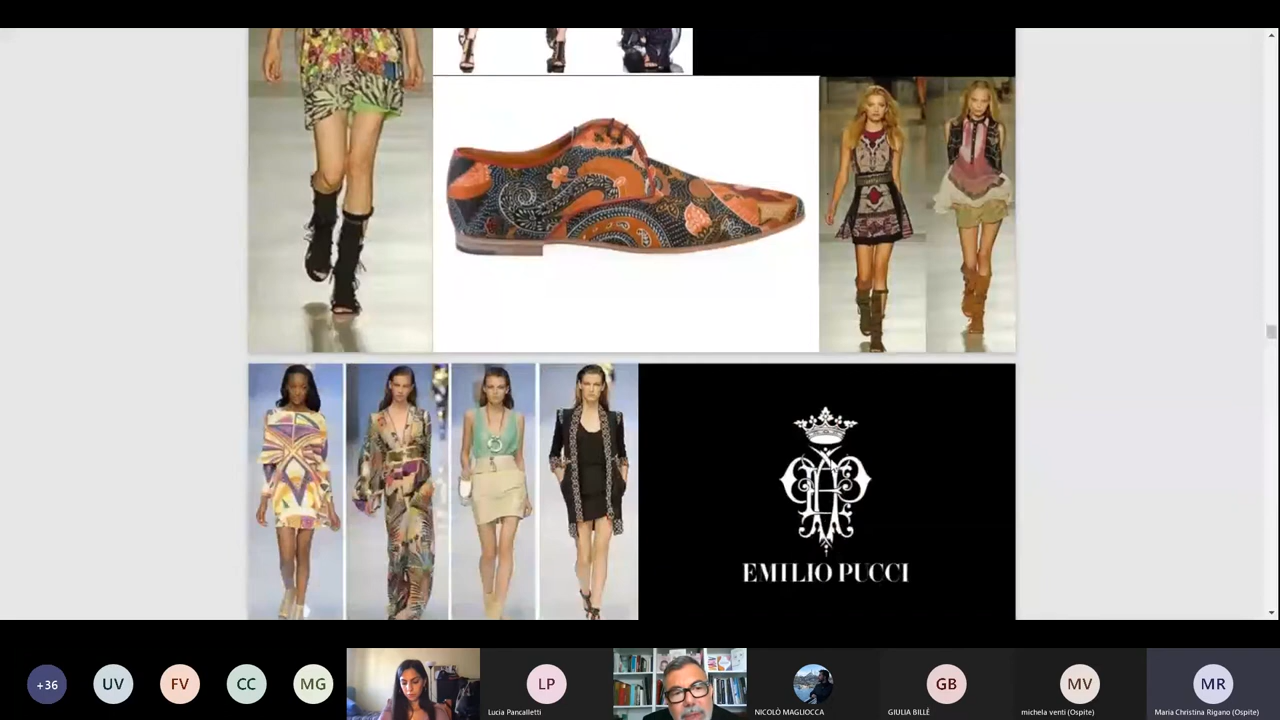 EMILIO PUCCI
+36
UV
FV
CC
MG
LP
Lucia Pancalletti
NICOLÒ MAGLIOCCA
GB
GIULIA BILLÈ
MV
michela venti (Ospite)
MR
Maria Christina Rigano (Ospite)